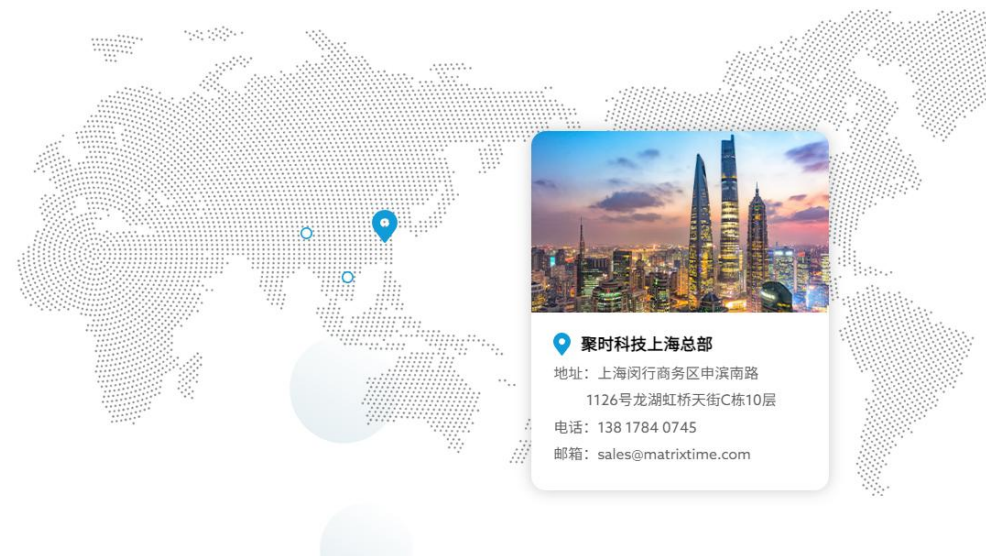 聚时科技上海总部
地址：上海闵行商务区申滨南路
1126号龙湖虹桥天街C栋10层
电话：138 1784 0745
邮箱：sales@matrixtime.com